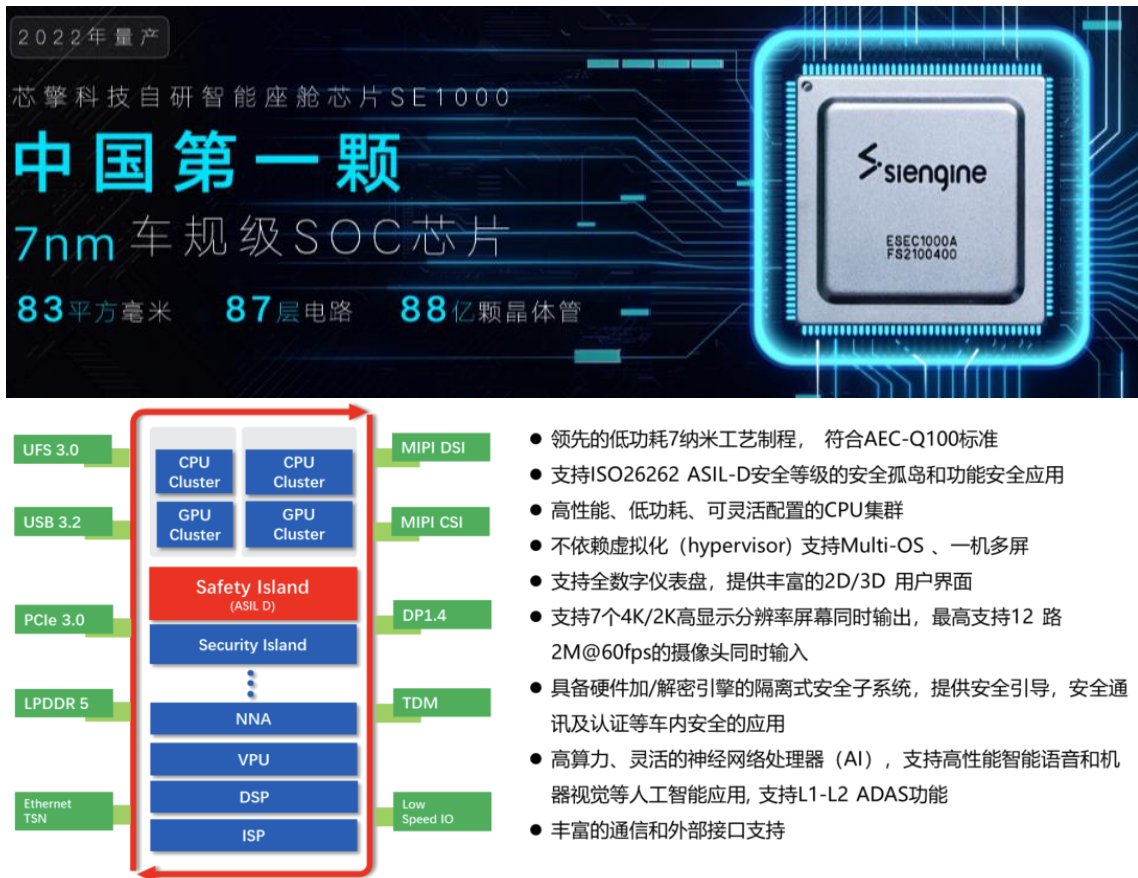 2022年量产
芯擎科技自研智能座舱芯片SE1000
中国第一颗
7nm 车规级SOC芯片
83平方毫米 87层电路 88亿颗晶体管
siengine
ESEC1000A
FS2100400
UFS 3.0
USB 3.2
PCIe 3.0
LPDDR 5
Ethernet
TSN
CPU
Cluster
CPU
Cluster
GPU
Cluster
GPU
Cluster
Safety Island
(ASIL D)
Security Island
NNA
VPU
DSP
ISP
MIPI DSI
MIPI CSI
DP1.4
TDM
Low
Speed IO
● 领先的低功耗7纳米工艺制程， 符合AEC-Q100标准
● 支持ISO26262 ASIL-D安全等级的安全孤岛和功能安全应用
● 高性能、低功耗、可灵活配置的CPU集群
● 不依赖虚拟化（hypervisor) 支持Multi-OS 、一机多屏
● 支持全数字仪表盘，提供丰富的2D/3D 用户界面
● 支持7个4K/2K高显示分辨率屏幕同时输出，最高支持12 路
2M@60fps的摄像头同时输入
● 具备硬件加/解密引擎的隔离式安全子系统，提供安全引导，安全通
讯及认证等车内安全的应用
● 高算力、灵活的神经网络处理器（AI），支持高性能智能语音和机
器视觉等人工智能应用, 支持L1-L2 ADAS功能
● 丰富的通信和外部接口支持